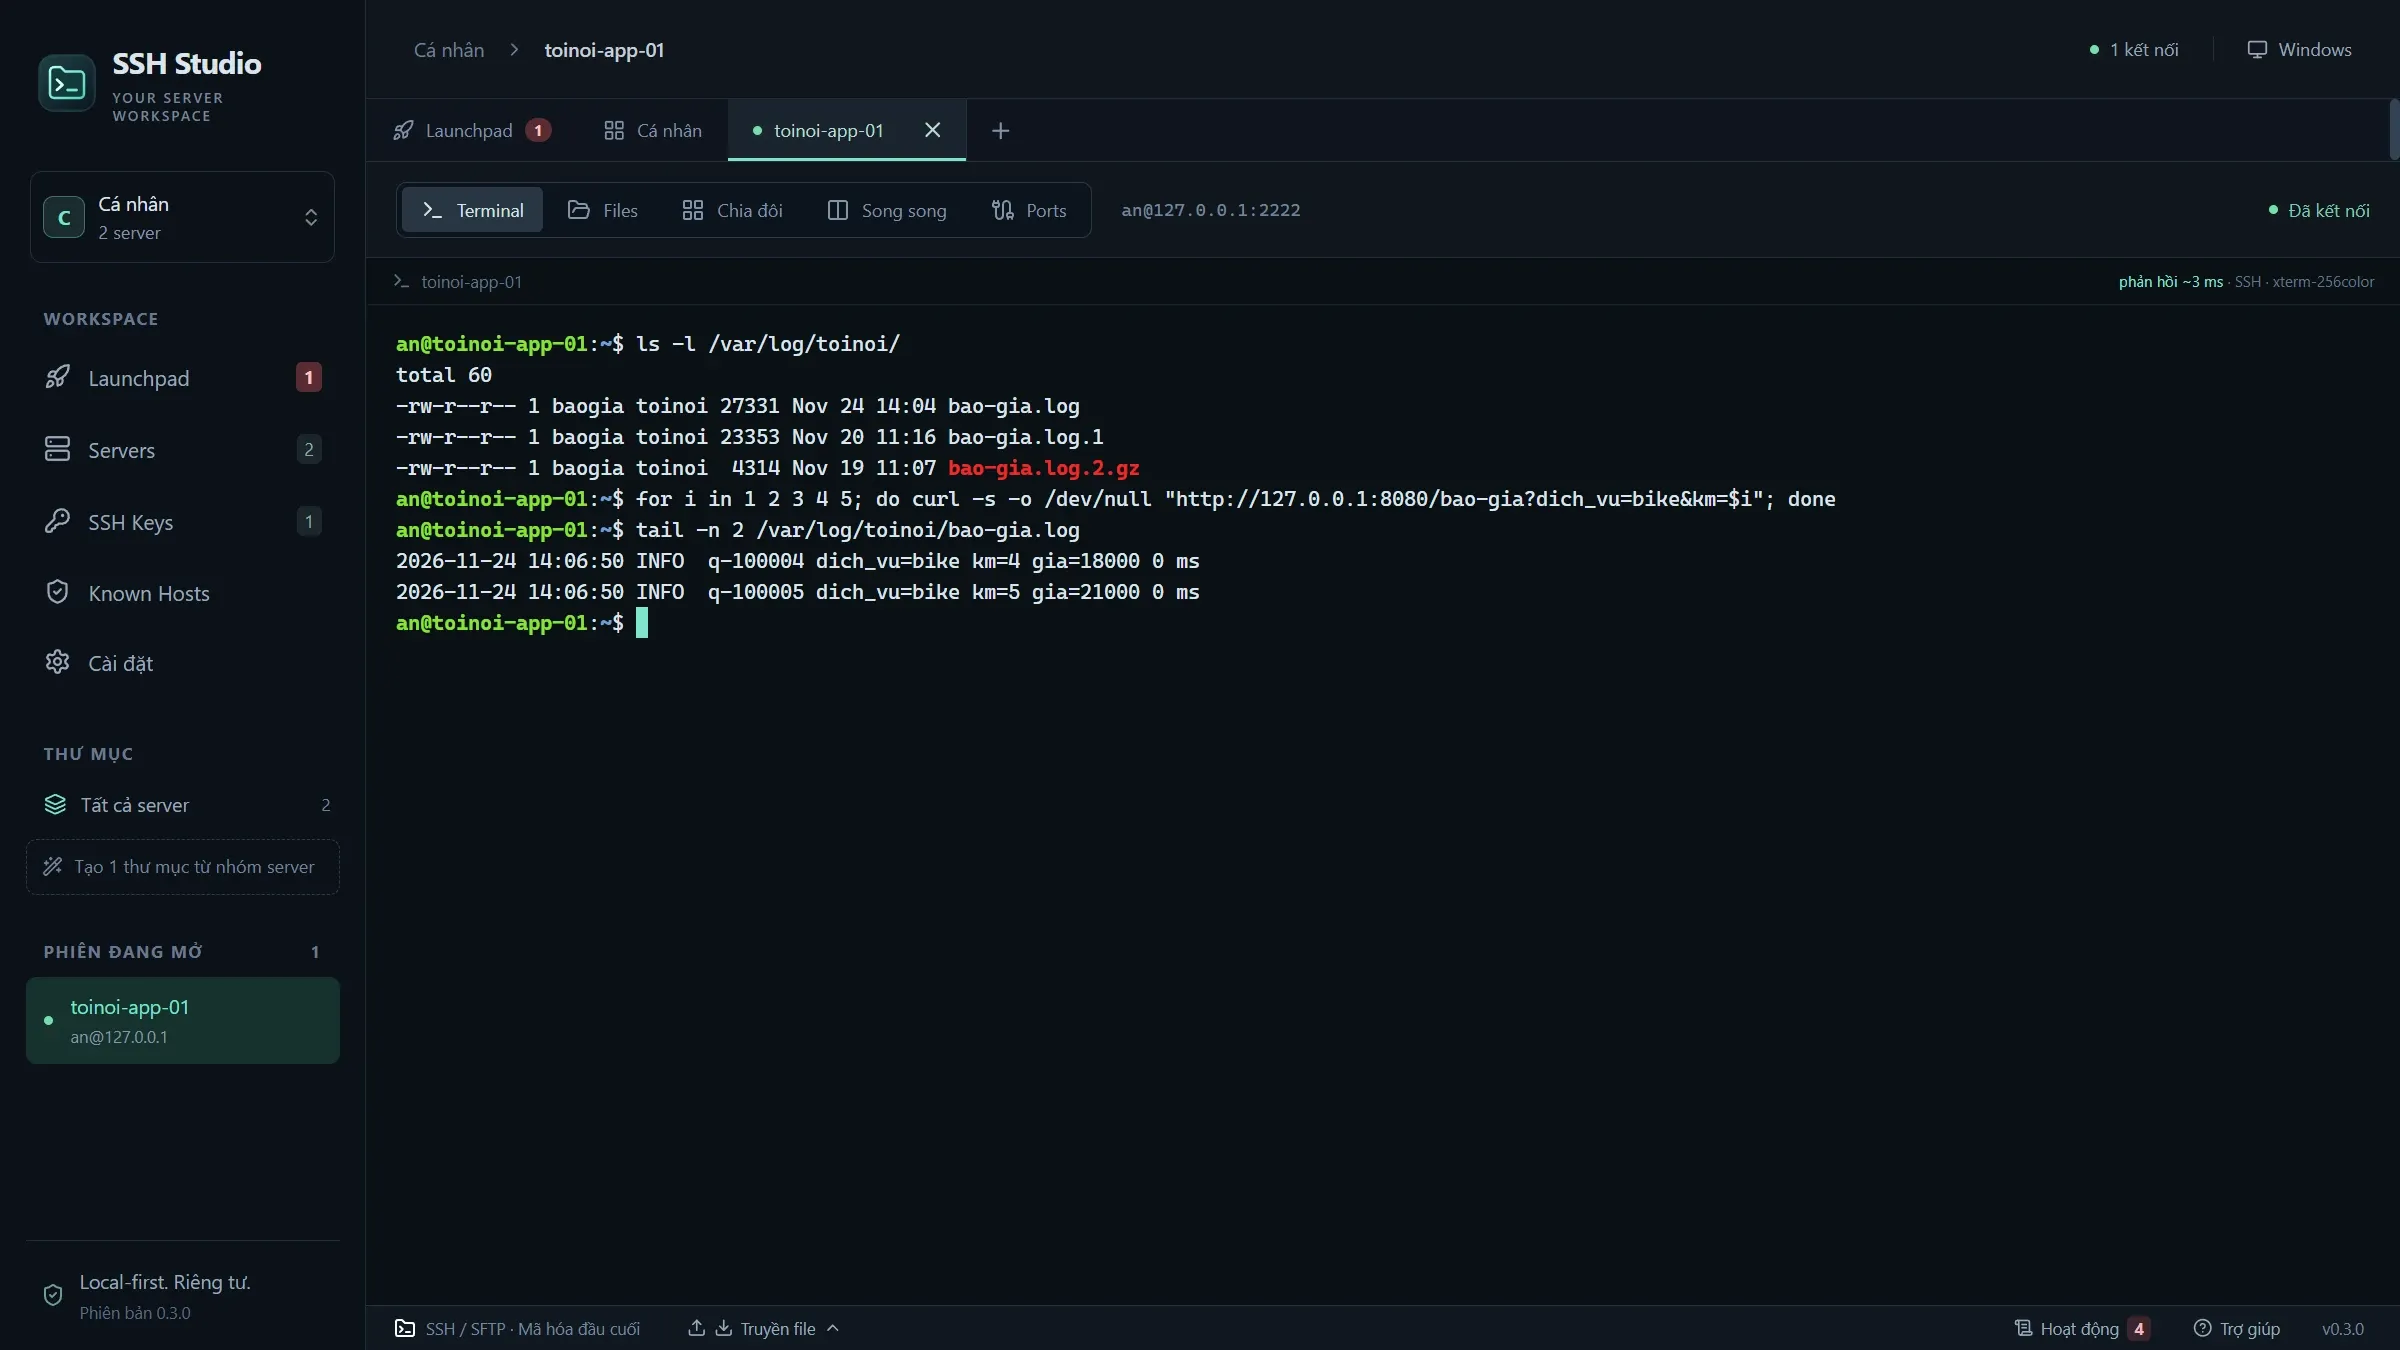 SSH Studio
YOUR SERVER
WORKSPACE
C
Cá nhân
2 server
WORKSPACE
Launchpad 1
Servers 2
SSH Keys 1
Known Hosts
Cài đặt
THƯ MỤC
Tất cả server 2
Tạo 1 thư mục từ nhóm server
PHIÊN ĐANG MỞ 1
toinoi-app-01
an@127.0.0.1
Local-first. Riêng tư.
Phiên bản 0.3.0
Cá nhân > toinoi-app-01
1 kết nối
Windows
Launchpad 1
Cá nhân
toinoi-app-01
Terminal
Files
Chia đôi
Song song
Ports
an@127.0.0.1:2222
Đã kết nối
toinoi-app-01
phản hồi ~3 ms · SSH · xterm-256color
an@toinoi-app-01:~$ ls -l /var/log/toinoi/
total 60
-rw-r--r-- 1 baogia toinoi 27331 Nov 24 14:04 bao-gia.log
-rw-r--r-- 1 baogia toinoi 23353 Nov 20 11:16 bao-gia.log.1
-rw-r--r-- 1 baogia toinoi  4314 Nov 19 11:07 bao-gia.log.2.gz
an@toinoi-app-01:~$ for i in 1 2 3 4 5; do curl -s -o /dev/null "http://127.0.0.1:8080/bao-gia?dich_vu=bike&km=$i"; done
an@toinoi-app-01:~$ tail -n 2 /var/log/toinoi/bao-gia.log
2026-11-24 14:06:50 INFO  q-100004 dich_vu=bike km=4 gia=18000 0 ms
2026-11-24 14:06:50 INFO  q-100005 dich_vu=bike km=5 gia=21000 0 ms
an@toinoi-app-01:~$
SSH / SFTP · Mã hóa đầu cuối
Truyền file
Hoạt động 4
Trợ giúp
v0.3.0